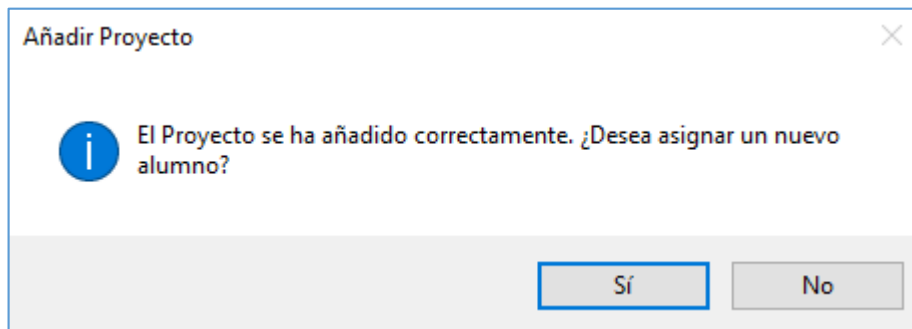 Añadir Proyecto
El Proyecto se ha añadido correctamente. ¿Desea asignar un nuevo
alumno?
Sí
No